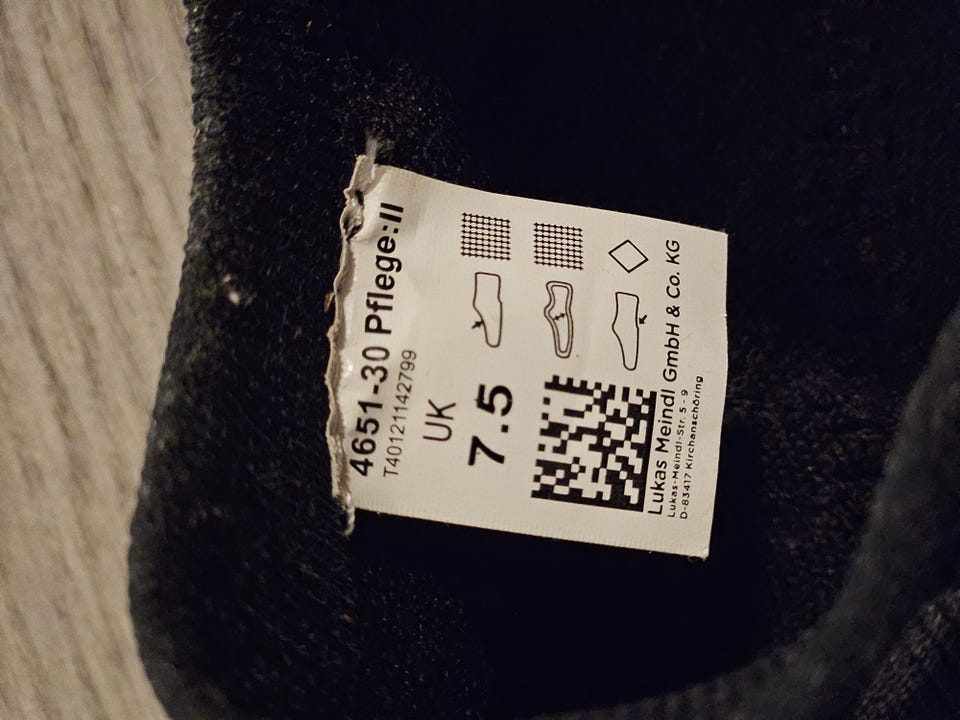 4651-30 Pflege:II
T40121142799
UK
7.5
Lukas Meindl GmbH & Co. KG
Lukas-Meindl-Str. 5 - 9
D-83417 Kirchanschöring